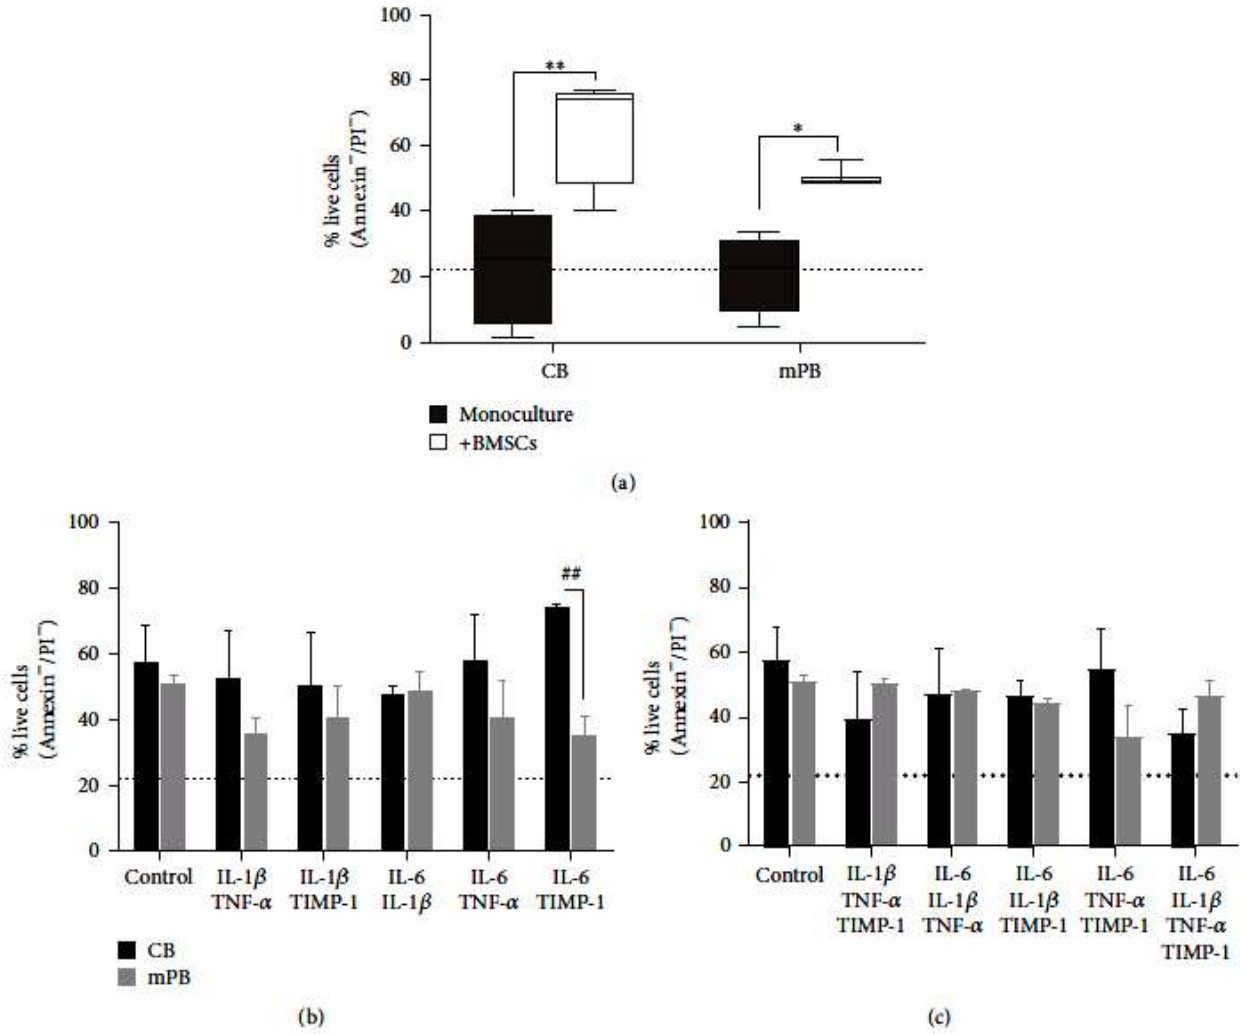 100
80
60
40
20
0
% live cells
(Annexin⁻/PI⁻)
**
*
CB
mPB
Monoculture
+BMSCs
(a)
100
80
60
40
20
0
% live cells
(Annexin⁻/PI⁻)
##
Control
IL-1β
TNF-α
IL-1β
TIMP-1
IL-6
IL-1β
IL-6
TNF-α
IL-6
TIMP-1
CB
mPB
(b)
100
80
60
40
20
0
% live cells
(Annexin⁻/PI⁻)
Control
IL-1β
TNF-α
TIMP-1
IL-6
IL-1β
TNF-α
IL-6
IL-1β
TIMP-1
IL-6
TNF-α
TIMP-1
IL-6
IL-1β
TNF-α
TIMP-1
(c)